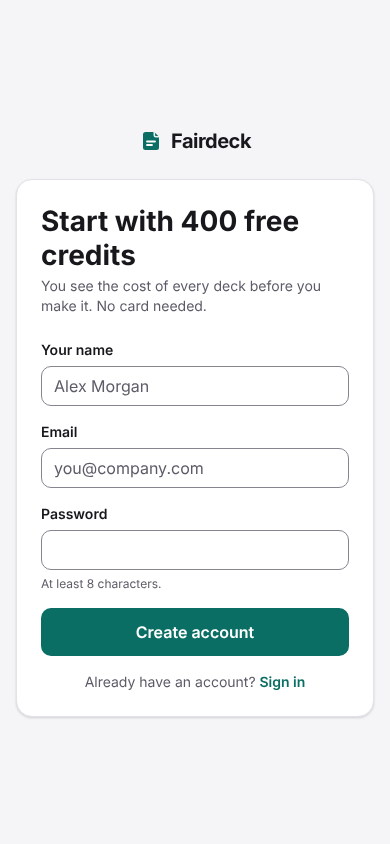 Fairdeck
Start with 400 free
credits
You see the cost of every deck before you
make it. No card needed.
Your name
Alex Morgan
Email
you@company.com
Password
At least 8 characters.
Create account
Already have an account? Sign in